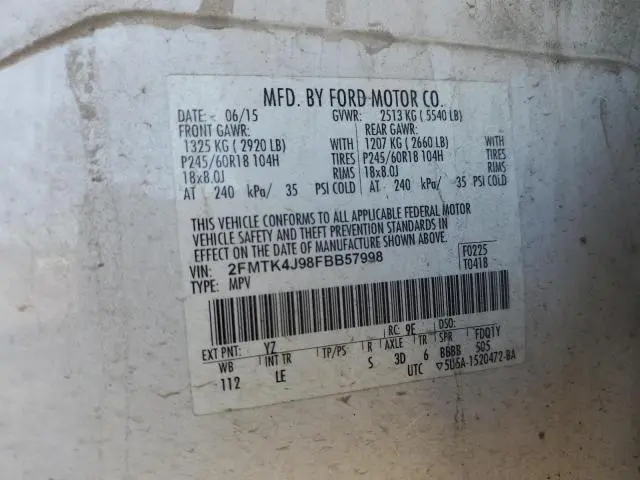 MFD. BY FORD MOTOR CO.
DATE: 06/15 GVWR: 2513 KG ( 5540 LB)
FRONT GAWR: REAR GAWR:
1325 KG ( 2920 LB) WITH 1207 KG ( 2660 LB) WITH
P245/60R18 104H TIRES P245/60R18 104H TIRES
18x8.0J RIMS 18x8.0J RIMS
AT 240 kPa/ 35 PSI COLD AT 240 kPa/ 35 PSI COLD
THIS VEHICLE CONFORMS TO ALL APPLICABLE FEDERAL MOTOR
VEHICLE SAFETY AND THEFT PREVENTION STANDARDS IN
EFFECT ON THE DATE OF MANUFACTURE SHOWN ABOVE.
VIN: 2FMTK4J98FBB57998 F0225
TYPE: MPV T0418
EXT PNT: YZ RC: 9E DSO:
WB INT TR TP/PS R AXLE TR SPR FDQTY
112 LE S 3D 6 BBBB 505
UTC ▽5U5A-1520472-BA